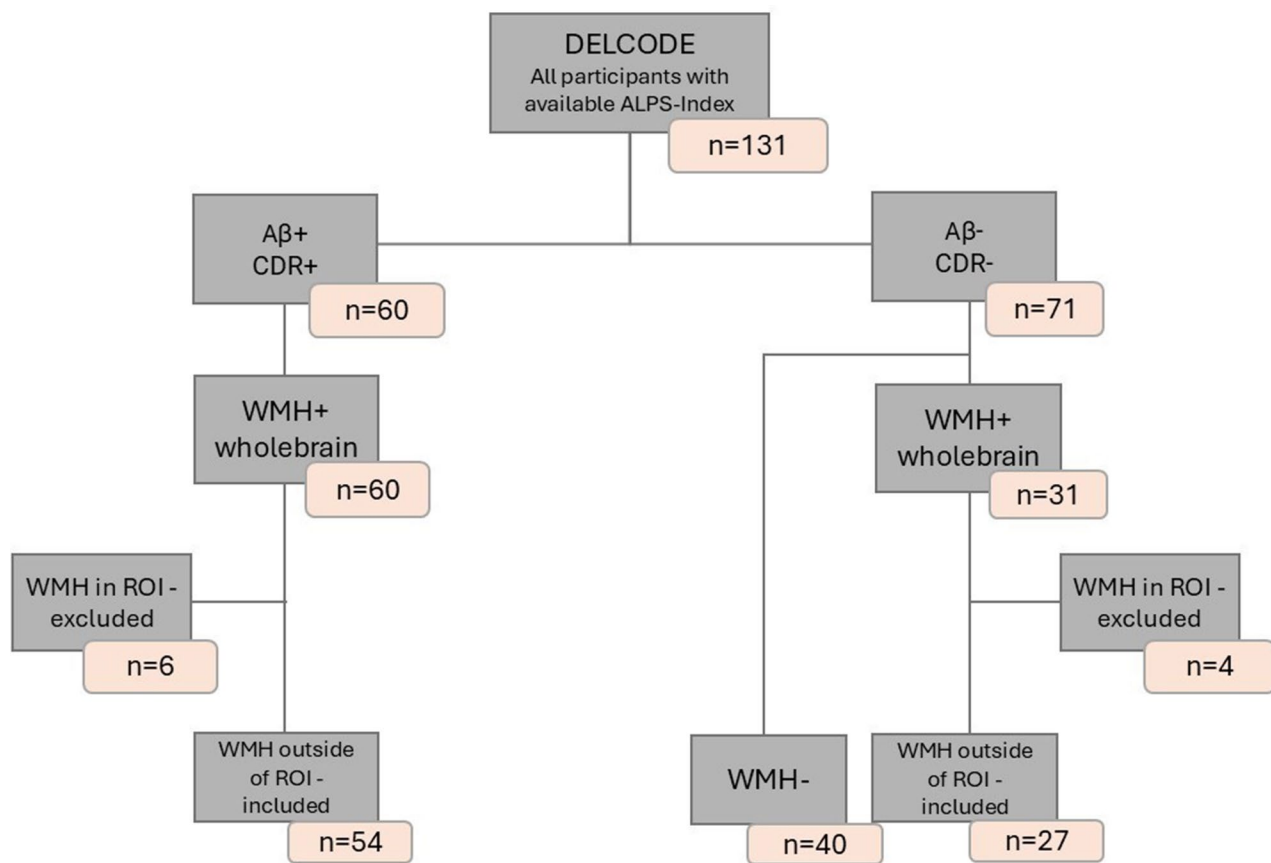 DELCODE
All participants with
available ALPS-Index
n=131
Aβ+
CDR+
n=60
Aβ-
CDR-
n=71
WMH+
wholebrain
n=60
WMH+
wholebrain
n=31
WMH in ROI -
excluded
n=6
WMH in ROI -
excluded
n=4
WMH outside
of ROI -
included
n=54
WMH-
n=40
WMH outside
of ROI -
included
n=27